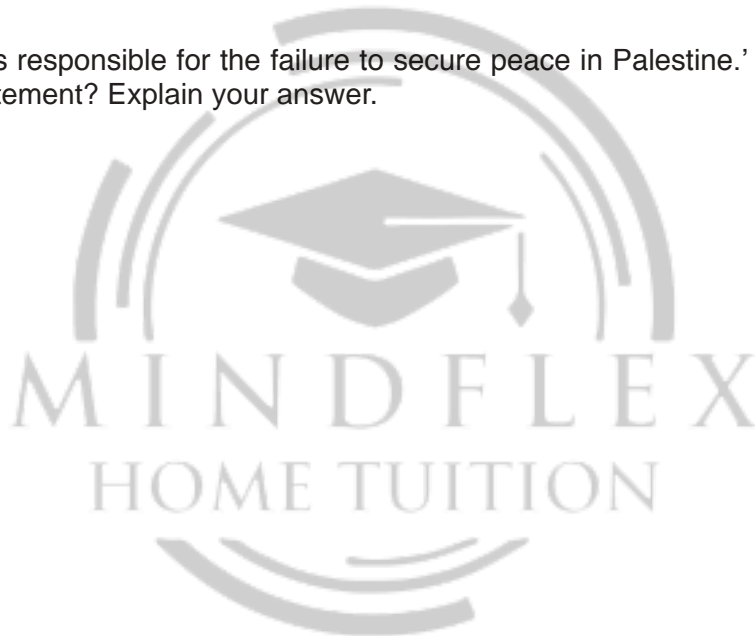 s responsible for the failure to secure peace in Palestine.’
tement? Explain your answer.
MINDFLEX
HOME TUITION